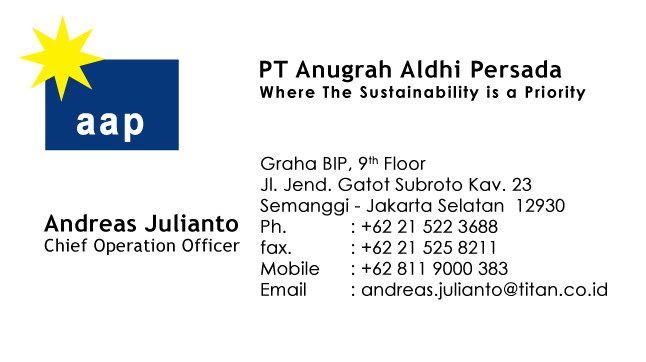 aap
PT Anugrah Aldhi Persada
Where The Sustainability is a Priority
Andreas Julianto
Chief Operation Officer
Graha BIP, 9th Floor
Jl. Jend. Gatot Subroto Kav. 23
Semanggi - Jakarta Selatan 12930
Ph. : +62 21 522 3688
fax. : +62 21 525 8211
Mobile : +62 811 9000 383
Email : andreas.julianto@titan.co.id